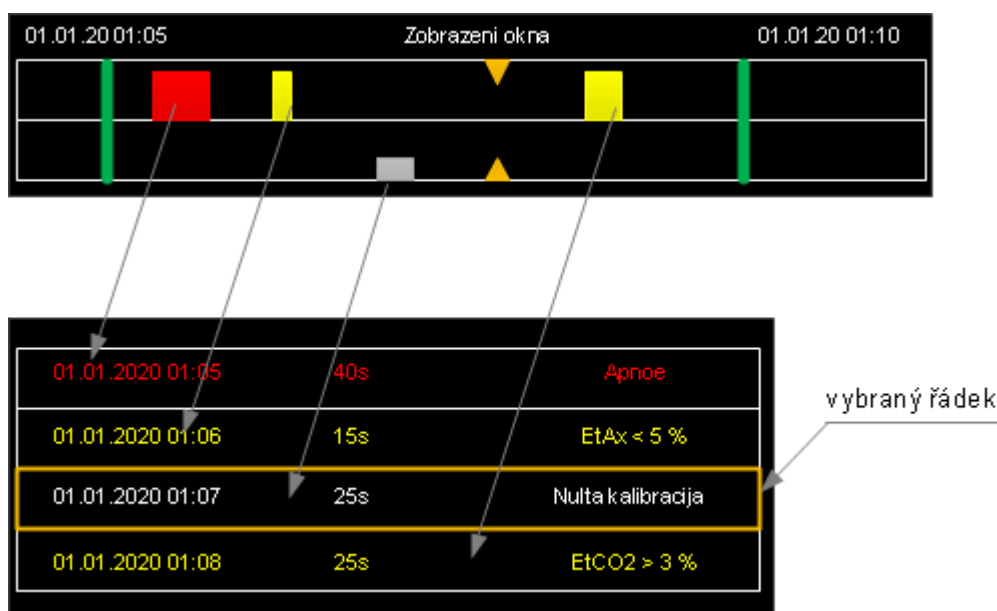 01.01.20 01:05 Zobrazeni okna 01.01.20 01:10
01.01.2020 01:05 40s Apnoe
01.01.2020 01:06 15s EtAx < 5 %
vybraný řádek
01.01.2020 01:07 25s Nulta kalibracija
01.01.2020 01:08 25s EtCO2 > 3 %